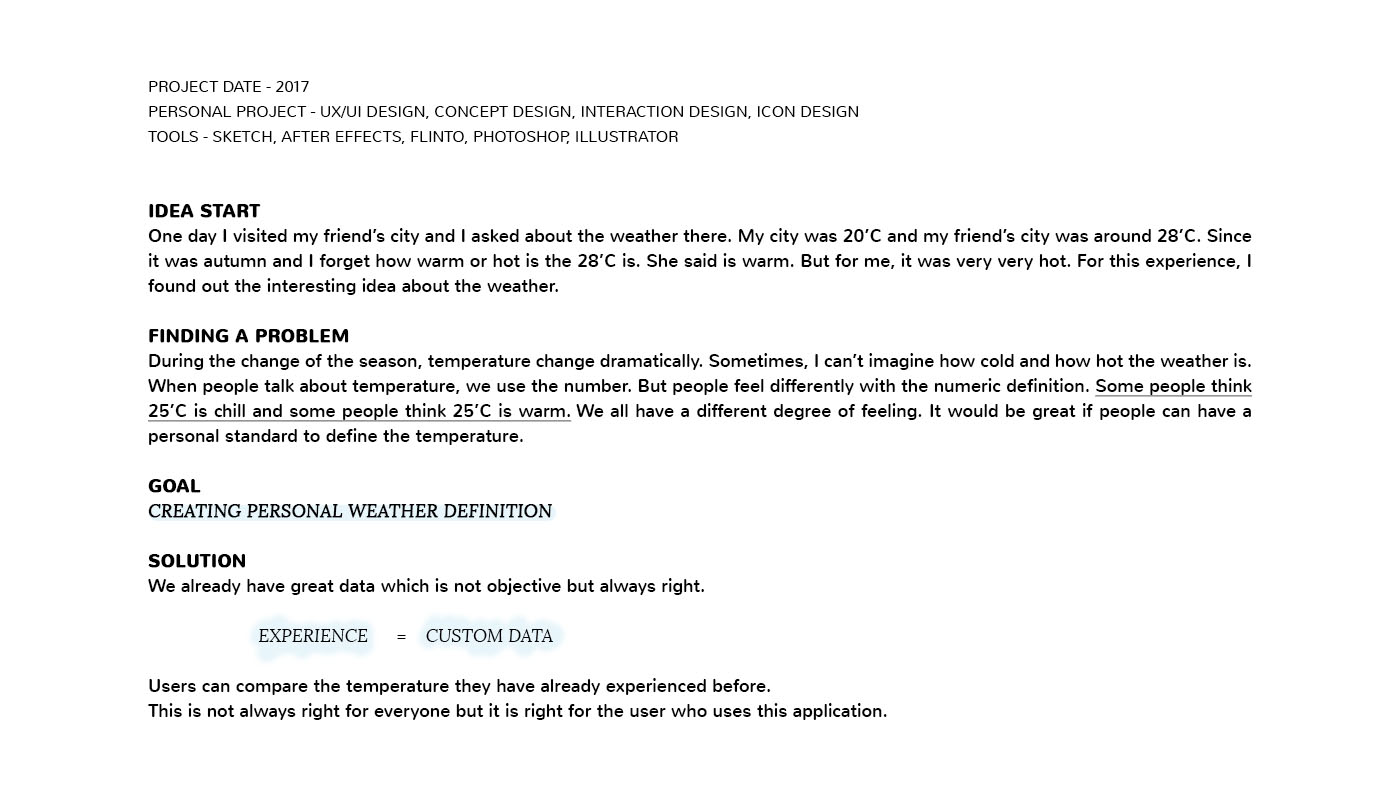 PROJECT DATE - 2017
PERSONAL PROJECT - UX/UI DESIGN, CONCEPT DESIGN, INTERACTION DESIGN, ICON DESIGN
TOOLS - SKETCH, AFTER EFFECTS, FLINTO, PHOTOSHOP, ILLUSTRATOR
IDEA START
One day I visited my friend's city and I asked about the weather there. My city was 20'C and my friend's city was around 28'C. Since
it was autumn and I forget how warm or hot is the 28'C is. She said is warm. But for me, it was very very hot. For this experience, I
found out the interesting idea about the weather.
FINDING A PROBLEM
During the change of the season, temperature change dramatically. Sometimes, I can't imagine how cold and how hot the weather is.
When people talk about temperature, we use the number. But people feel differently with the numeric definition. Some people think
25'C is chill and some people think 25'C is warm. We all have a different degree of feeling. It would be great if people can have a
personal standard to define the temperature.
GOAL
CREATING PERSONAL WEATHER DEFINITION
SOLUTION
We already have great data which is not objective but always right.
EXPERIENCE = CUSTOM DATA
Users can compare the temperature they have already experienced before.
This is not always right for everyone but it is right for the user who uses this application.